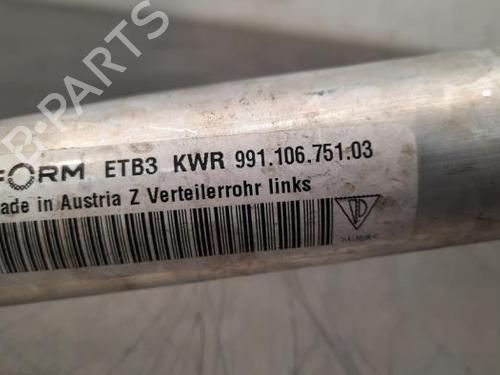 FORM ETB3 KWR 991.106.751.03
ade in Austria Z Verteilerrohr links
B-PARTS